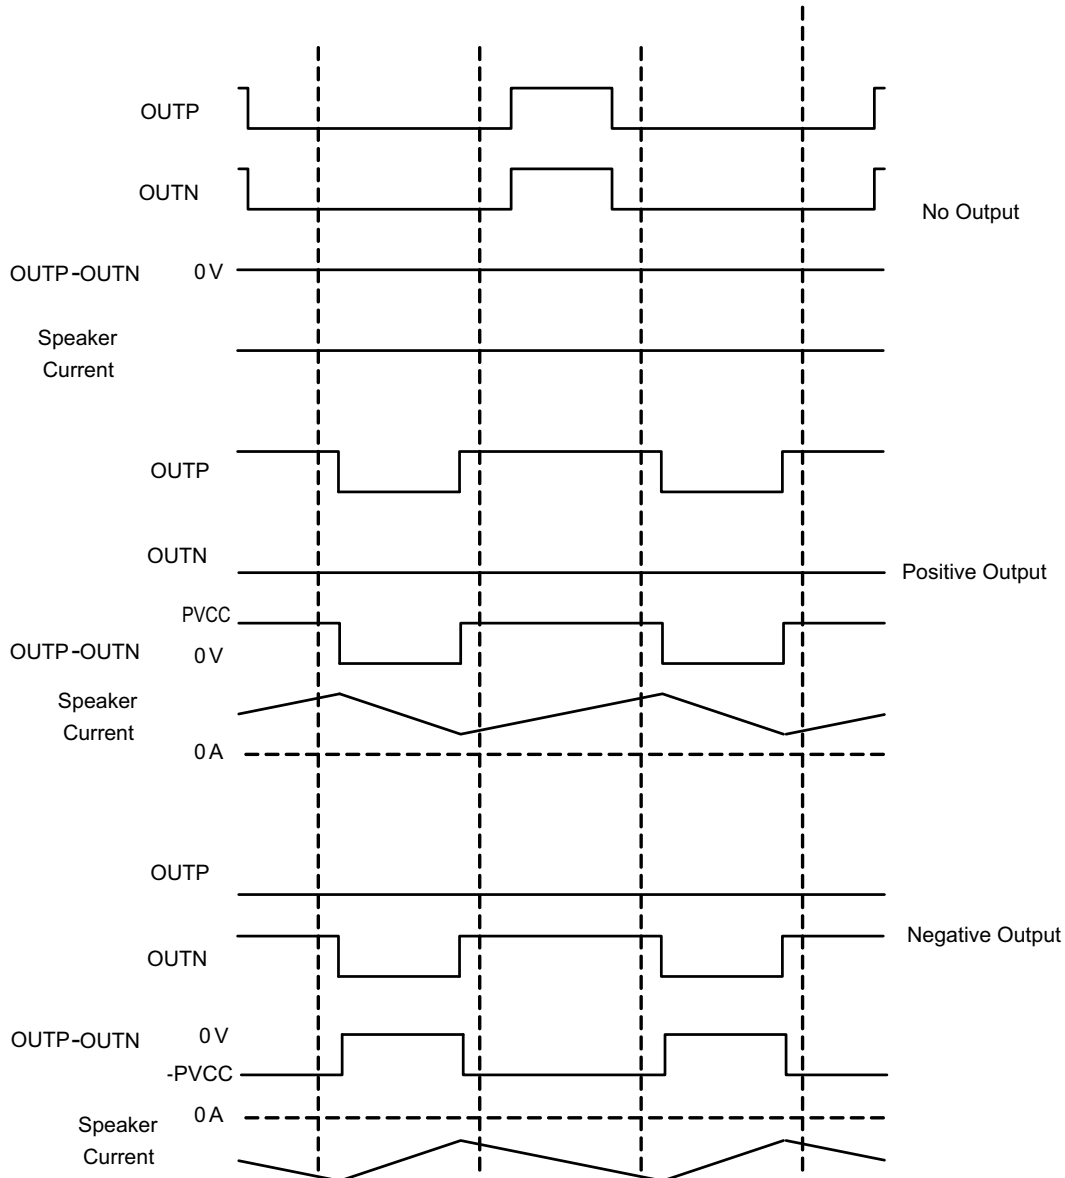 OUTP
OUTN
No Output
OUTP-OUTN 0 V
Speaker
Current
OUTP
OUTN
Positive Output
PVCC
OUTP-OUTN 0 V
Speaker
Current
0 A
OUTP
Negative Output
OUTN
OUTP-OUTN 0 V
-PVCC
0 A
Speaker
Current